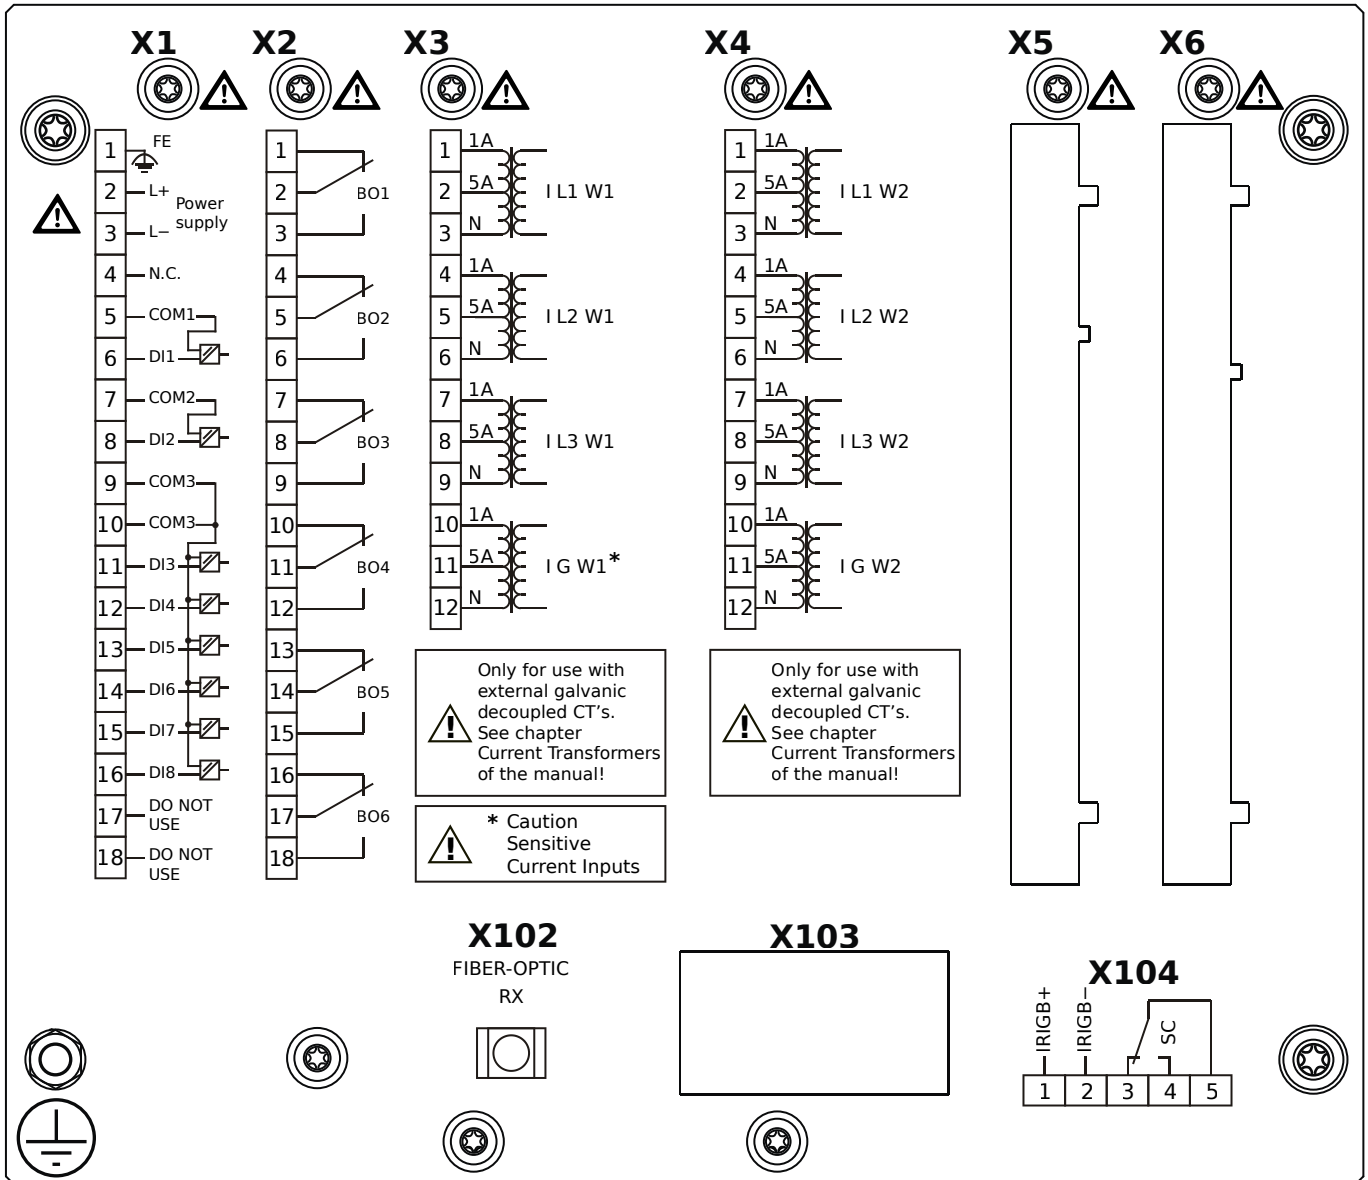 X1
X2
X3
X4
X5
X6
1
FE
2
L+
Power
supply
3
L−
4
N.C.
5
COM1
6
DI1
7
COM2
8
DI2
9
COM3
10
COM3
11
DI3
12
DI4
13
DI5
14
DI6
15
DI7
16
DI8
17
DO NOT
USE
18
DO NOT
USE
1
2
BO1
3
4
5
BO2
6
7
8
BO3
9
10
11
BO4
12
13
14
BO5
15
16
17
BO6
18
1
1A
2
5A
I L1 W1
3
N
4
1A
5
5A
I L2 W1
6
N
7
1A
8
5A
I L3 W1
9
N
10
1A
11
5A
I G W1*
12
N
Only for use with
external galvanic
decoupled CT's.
See chapter
Current Transformers
of the manual!
* Caution
Sensitive
Current Inputs
1
1A
2
5A
I L1 W2
3
N
4
1A
5
5A
I L2 W2
6
N
7
1A
8
5A
I L3 W2
9
N
10
1A
11
5A
I G W2
12
N
Only for use with
external galvanic
decoupled CT's.
See chapter
Current Transformers
of the manual!
X102
FIBER-OPTIC
RX
X103
X104
IRIGB+
IRIGB−
SC
1
2
3
4
5